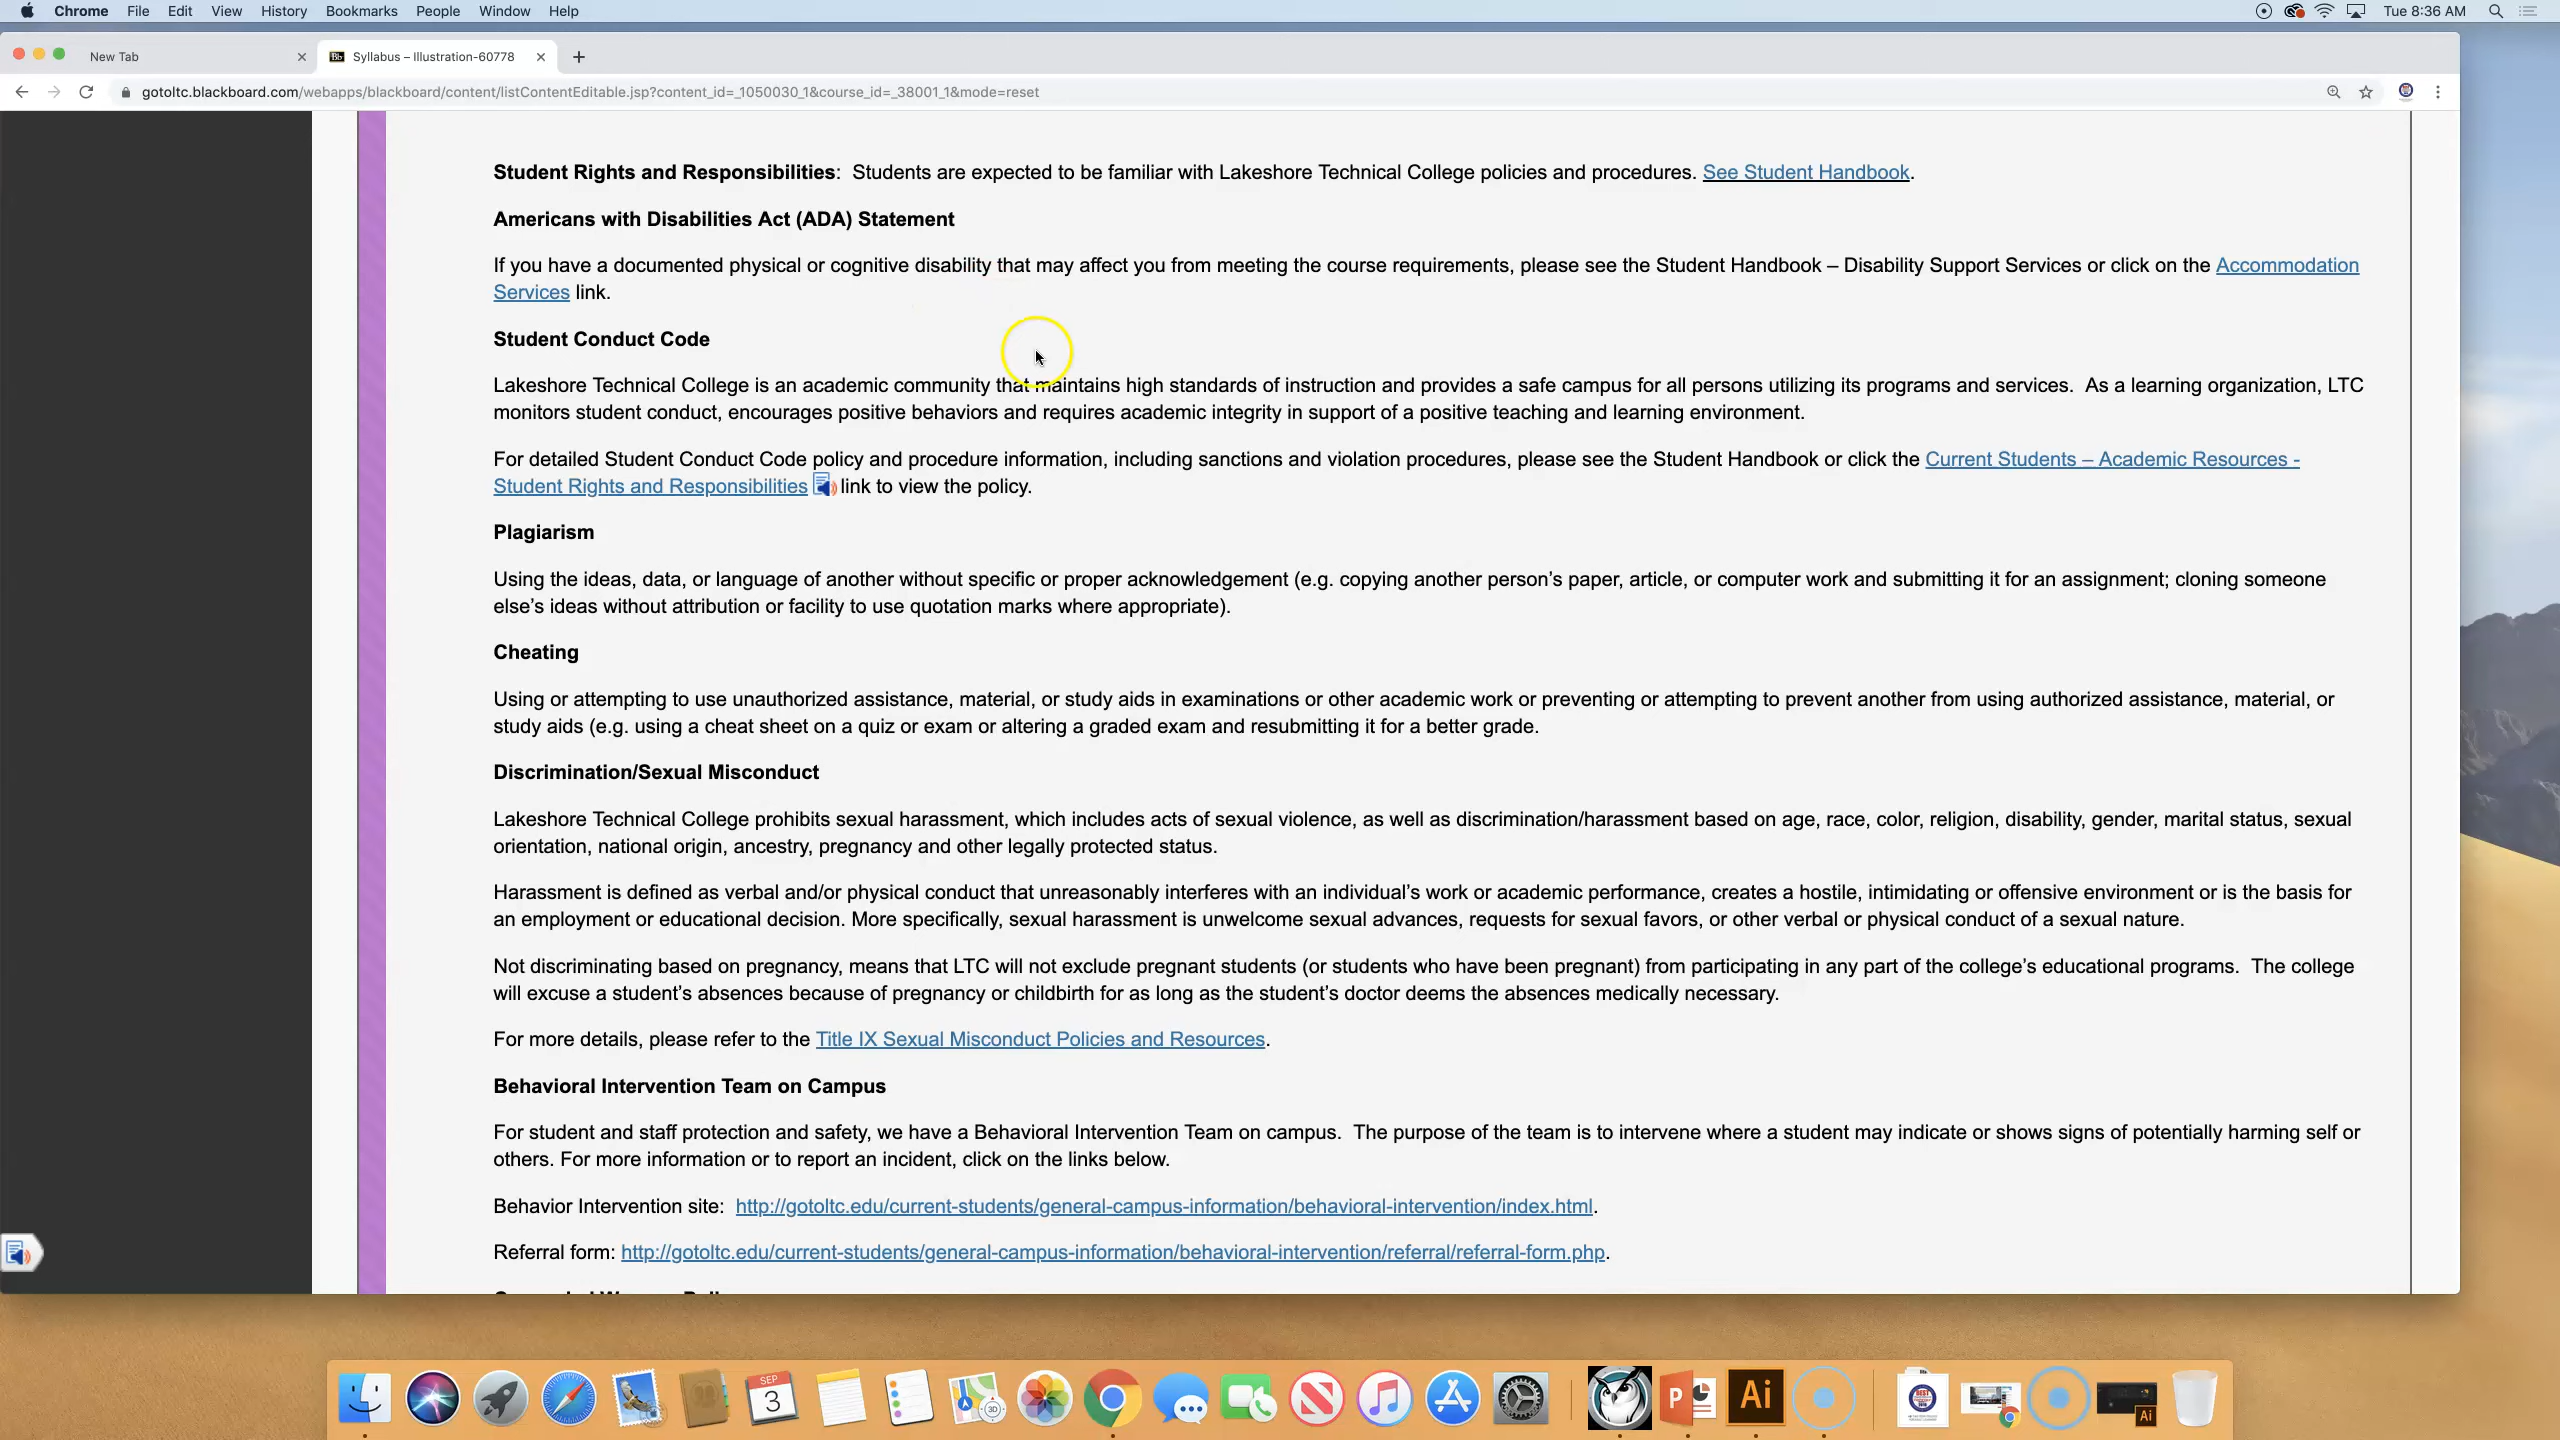 Chrome File Edit View History Bookmarks People Window Help Tue 8:36 AM
New Tab
Syllabus – Illustration-60778
gotoltc.blackboard.com/webapps/blackboard/content/listContentEditable.jsp?content_id=_1050030_1&course_id=_38001_1&mode=reset
Student Rights and Responsibilities: Students are expected to be familiar with Lakeshore Technical College policies and procedures. See Student Handbook.
Americans with Disabilities Act (ADA) Statement
If you have a documented physical or cognitive disability that may affect you from meeting the course requirements, please see the Student Handbook – Disability Support Services or click on the Accommodation
Services link.
Student Conduct Code
Lakeshore Technical College is an academic community that maintains high standards of instruction and provides a safe campus for all persons utilizing its programs and services. As a learning organization, LTC
monitors student conduct, encourages positive behaviors and requires academic integrity in support of a positive teaching and learning environment.
For detailed Student Conduct Code policy and procedure information, including sanctions and violation procedures, please see the Student Handbook or click the Current Students – Academic Resources -
Student Rights and Responsibilities link to view the policy.
Plagiarism
Using the ideas, data, or language of another without specific or proper acknowledgement (e.g. copying another person's paper, article, or computer work and submitting it for an assignment; cloning someone
else's ideas without attribution or facility to use quotation marks where appropriate).
Cheating
Using or attempting to use unauthorized assistance, material, or study aids in examinations or other academic work or preventing or attempting to prevent another from using authorized assistance, material, or
study aids (e.g. using a cheat sheet on a quiz or exam or altering a graded exam and resubmitting it for a better grade.
Discrimination/Sexual Misconduct
Lakeshore Technical College prohibits sexual harassment, which includes acts of sexual violence, as well as discrimination/harassment based on age, race, color, religion, disability, gender, marital status, sexual
orientation, national origin, ancestry, pregnancy and other legally protected status.
Harassment is defined as verbal and/or physical conduct that unreasonably interferes with an individual's work or academic performance, creates a hostile, intimidating or offensive environment or is the basis for
an employment or educational decision. More specifically, sexual harassment is unwelcome sexual advances, requests for sexual favors, or other verbal or physical conduct of a sexual nature.
Not discriminating based on pregnancy, means that LTC will not exclude pregnant students (or students who have been pregnant) from participating in any part of the college's educational programs. The college
will excuse a student's absences because of pregnancy or childbirth for as long as the student's doctor deems the absences medically necessary.
For more details, please refer to the Title IX Sexual Misconduct Policies and Resources.
Behavioral Intervention Team on Campus
For student and staff protection and safety, we have a Behavioral Intervention Team on campus. The purpose of the team is to intervene where a student may indicate or shows signs of potentially harming self or
others. For more information or to report an incident, click on the links below.
Behavior Intervention site: http://gotoltc.edu/current-students/general-campus-information/behavioral-intervention/index.html.
Referral form: http://gotoltc.edu/current-students/general-campus-information/behavioral-intervention/referral/referral-form.php.
SEP
3
3D
P
Ai
BEST
Ai